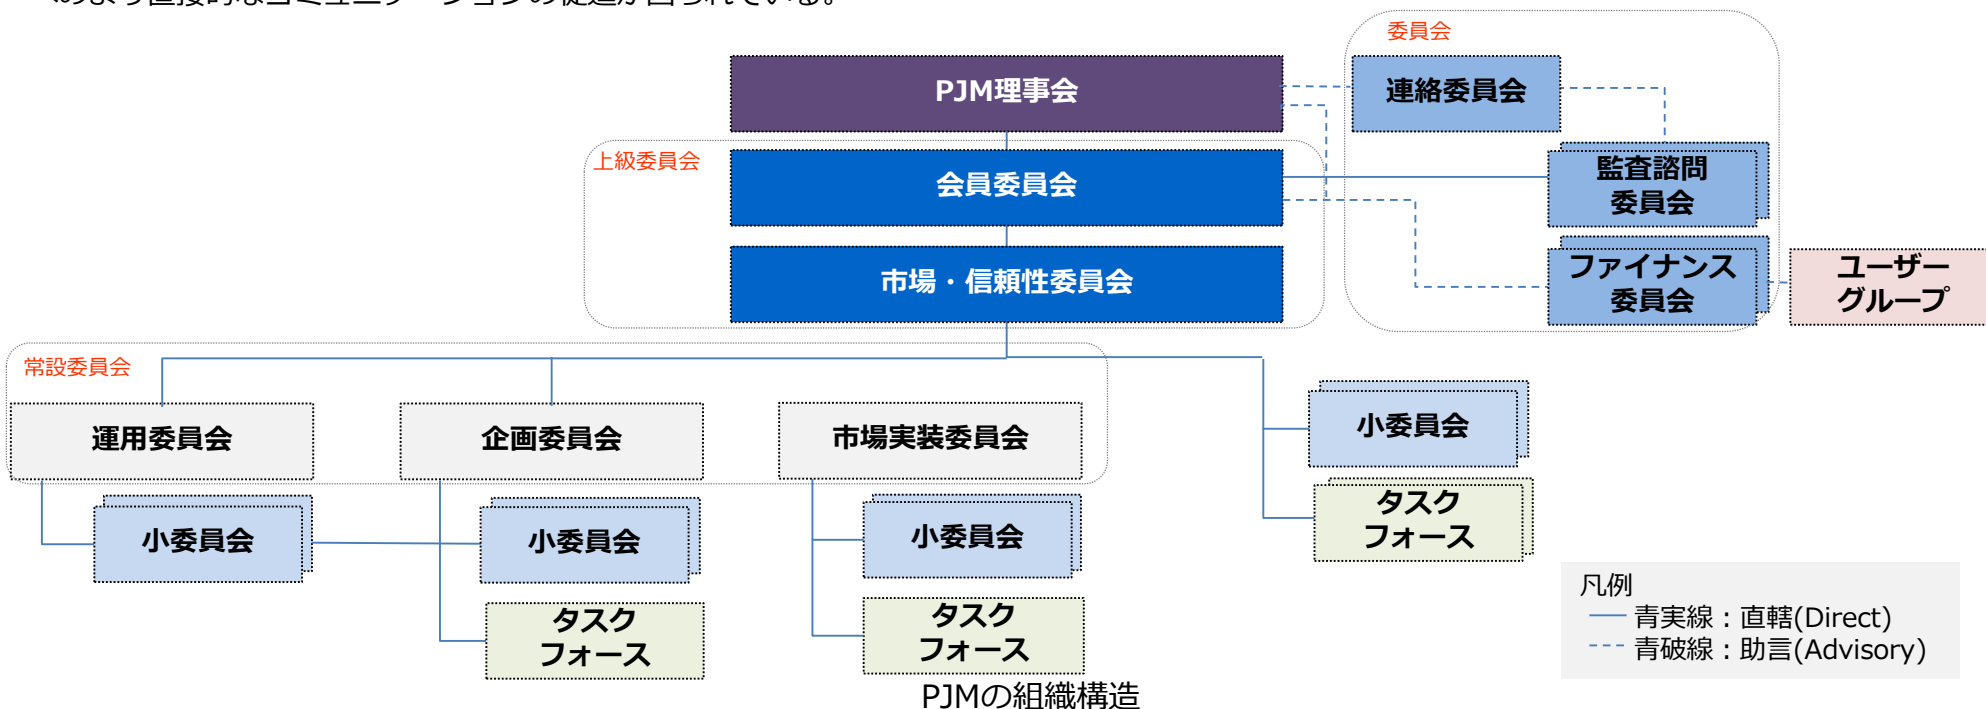 委員会
PJM理事会
連絡委員会
上級委員会
会員委員会
監査諮問
委員会
市場・信頼性委員会
ファイナンス
委員会
ユーザー
グループ
常設委員会
運用委員会
企画委員会
市場実装委員会
小委員会
タスク
フォース
小委員会
小委員会
小委員会
タスク
フォース
タスク
フォース
凡例
青実線：直轄(Direct)
青破線：助言(Advisory)
PJMの組織構造